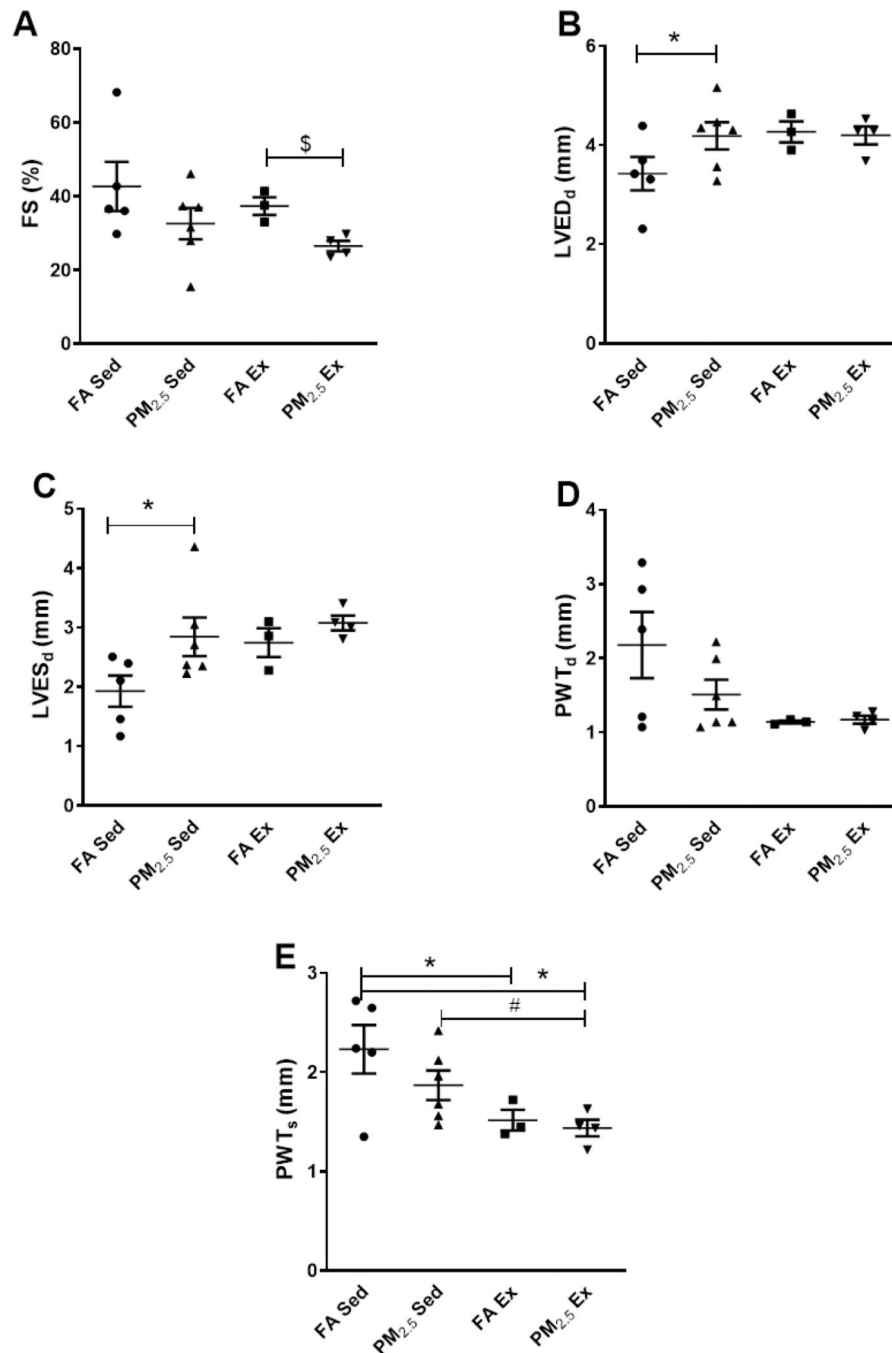 A
80
60
40
20
0
FS (%)
$
FA Sed
PM2.5 Sed
FA Ex
PM2.5 Ex
B
6
4
2
0
LVEDd (mm)
*
FA Sed
PM2.5 Sed
FA Ex
PM2.5 Ex
C
5
4
3
2
1
0
LVESd (mm)
*
FA Sed
PM2.5 Sed
FA Ex
PM2.5 Ex
D
4
3
2
1
0
PWTd (mm)
FA Sed
PM2.5 Sed
FA Ex
PM2.5 Ex
E
3
2
1
0
PWTs (mm)
*
*
#
FA Sed
PM2.5 Sed
FA Ex
PM2.5 Ex